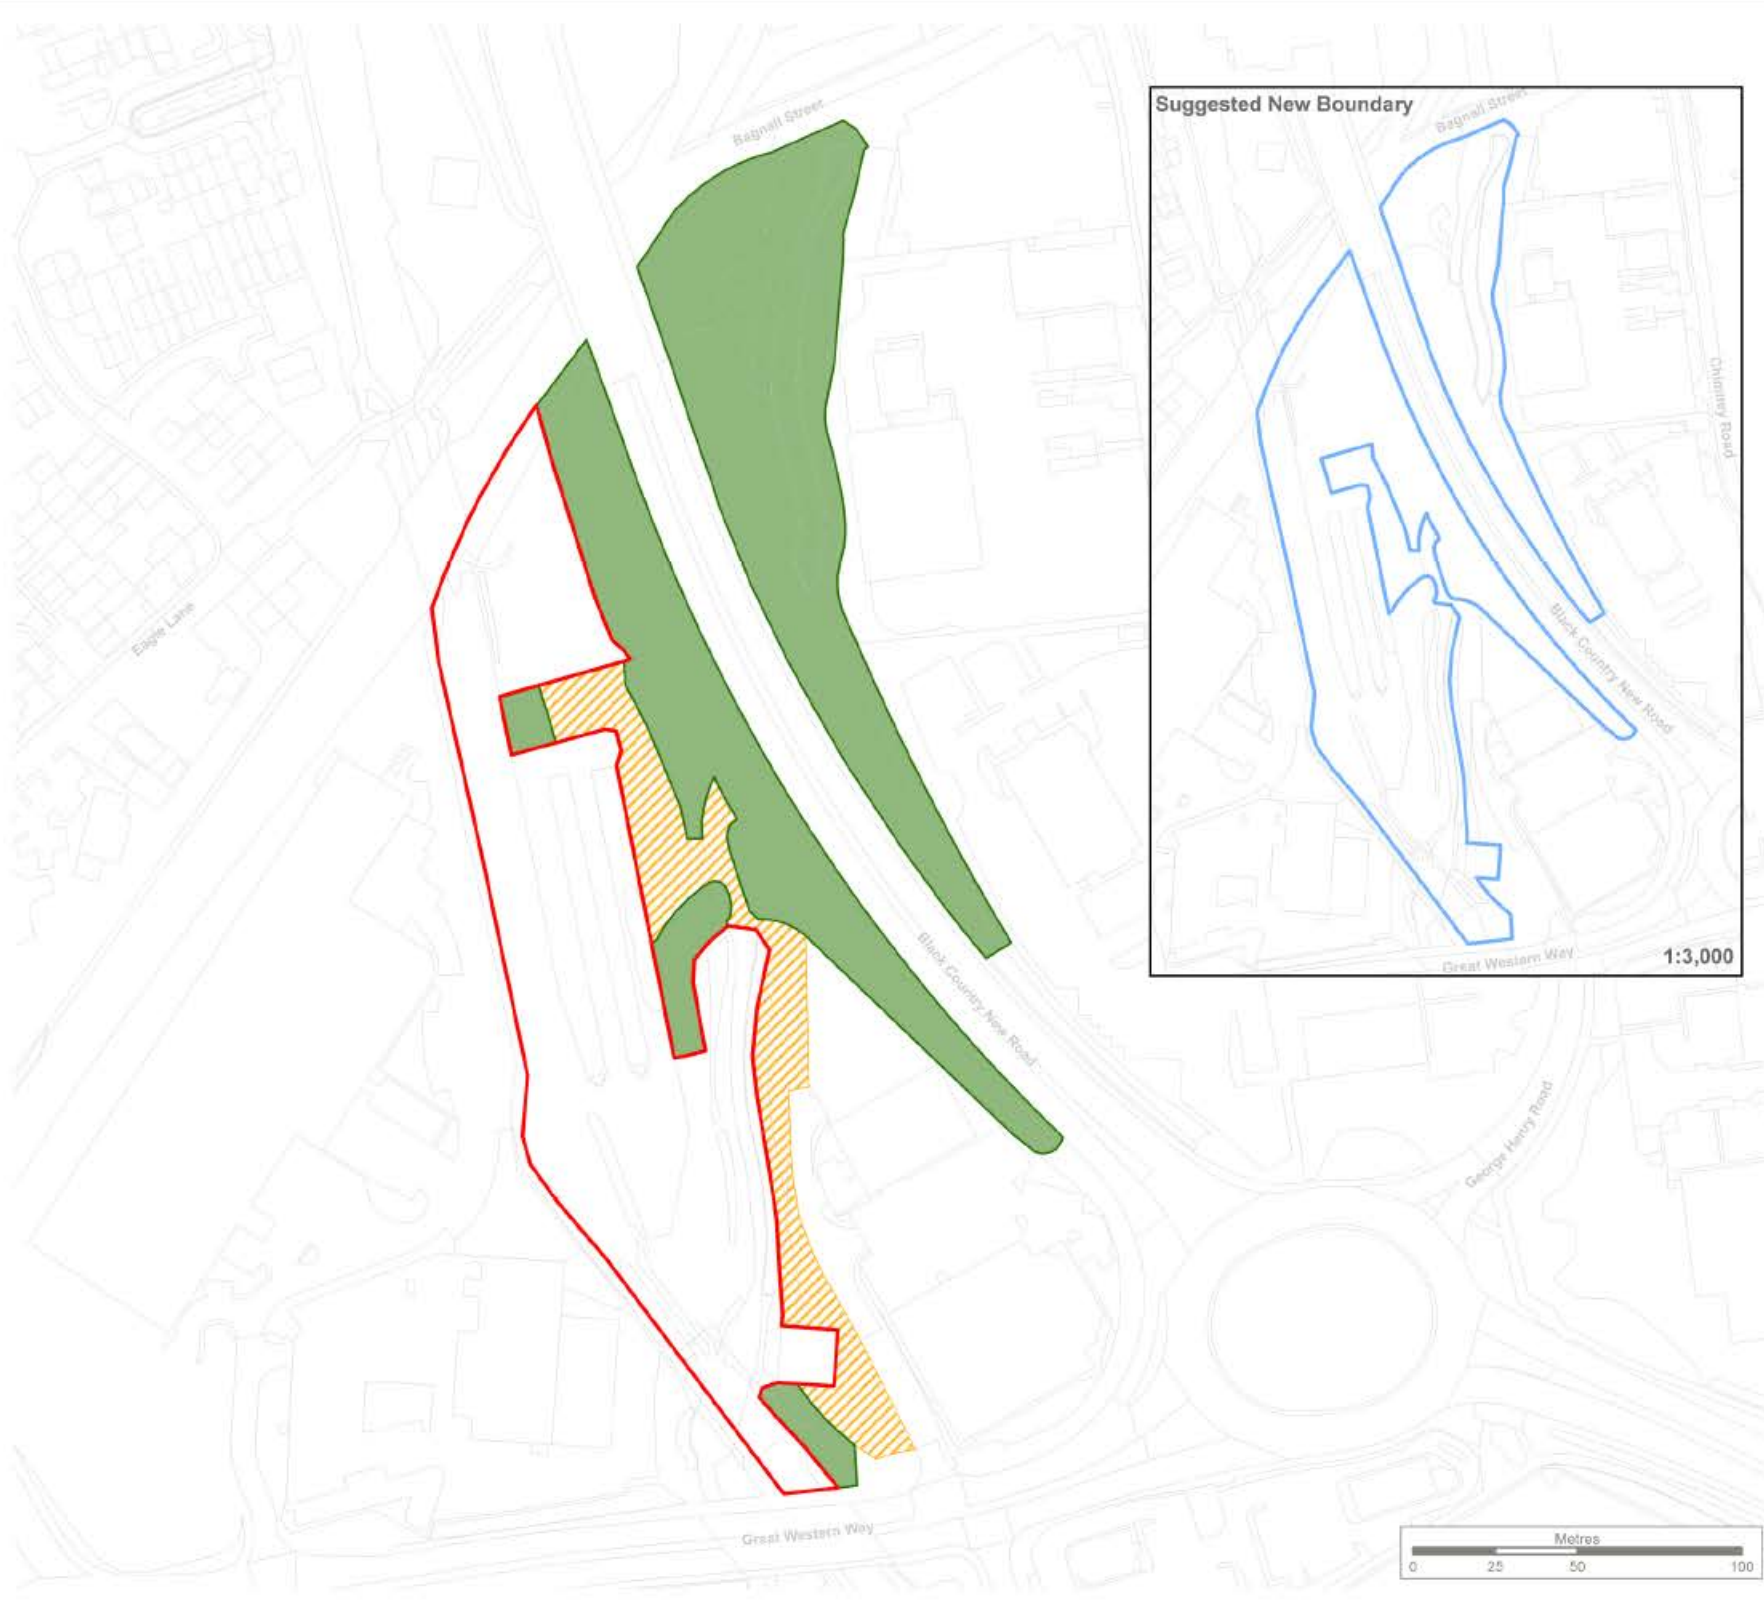 Bagnall Street
Suggested New Boundary
Bagnall Street
Chimney Road
Eagle Lane
Black Country New Road
Black Country New Road
Great Western Way
1:3,000
George Henry Road
Great Western Way
Metres
0 25 50 100